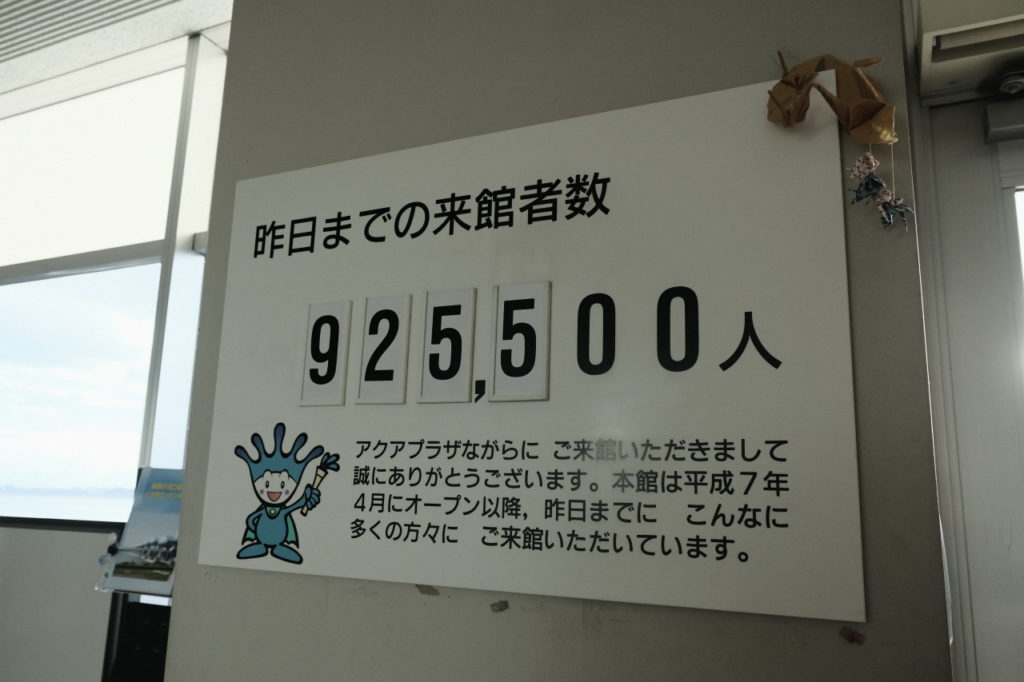 昨日までの来館者数
925,500人
アクアプラザながらに ご来館いただきまして
誠にありがとうございます。本館は平成7年
4月にオープン以降,昨日までに こんなに
多くの方々に ご来館いただいています。